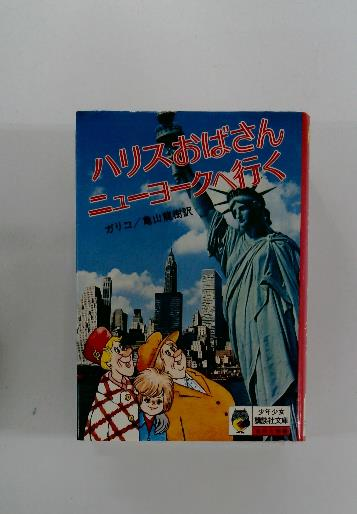 ハリスおばさん
ニューヨークへ行く
ガリコ／亀山龍樹訳
少年少女
講談社文庫